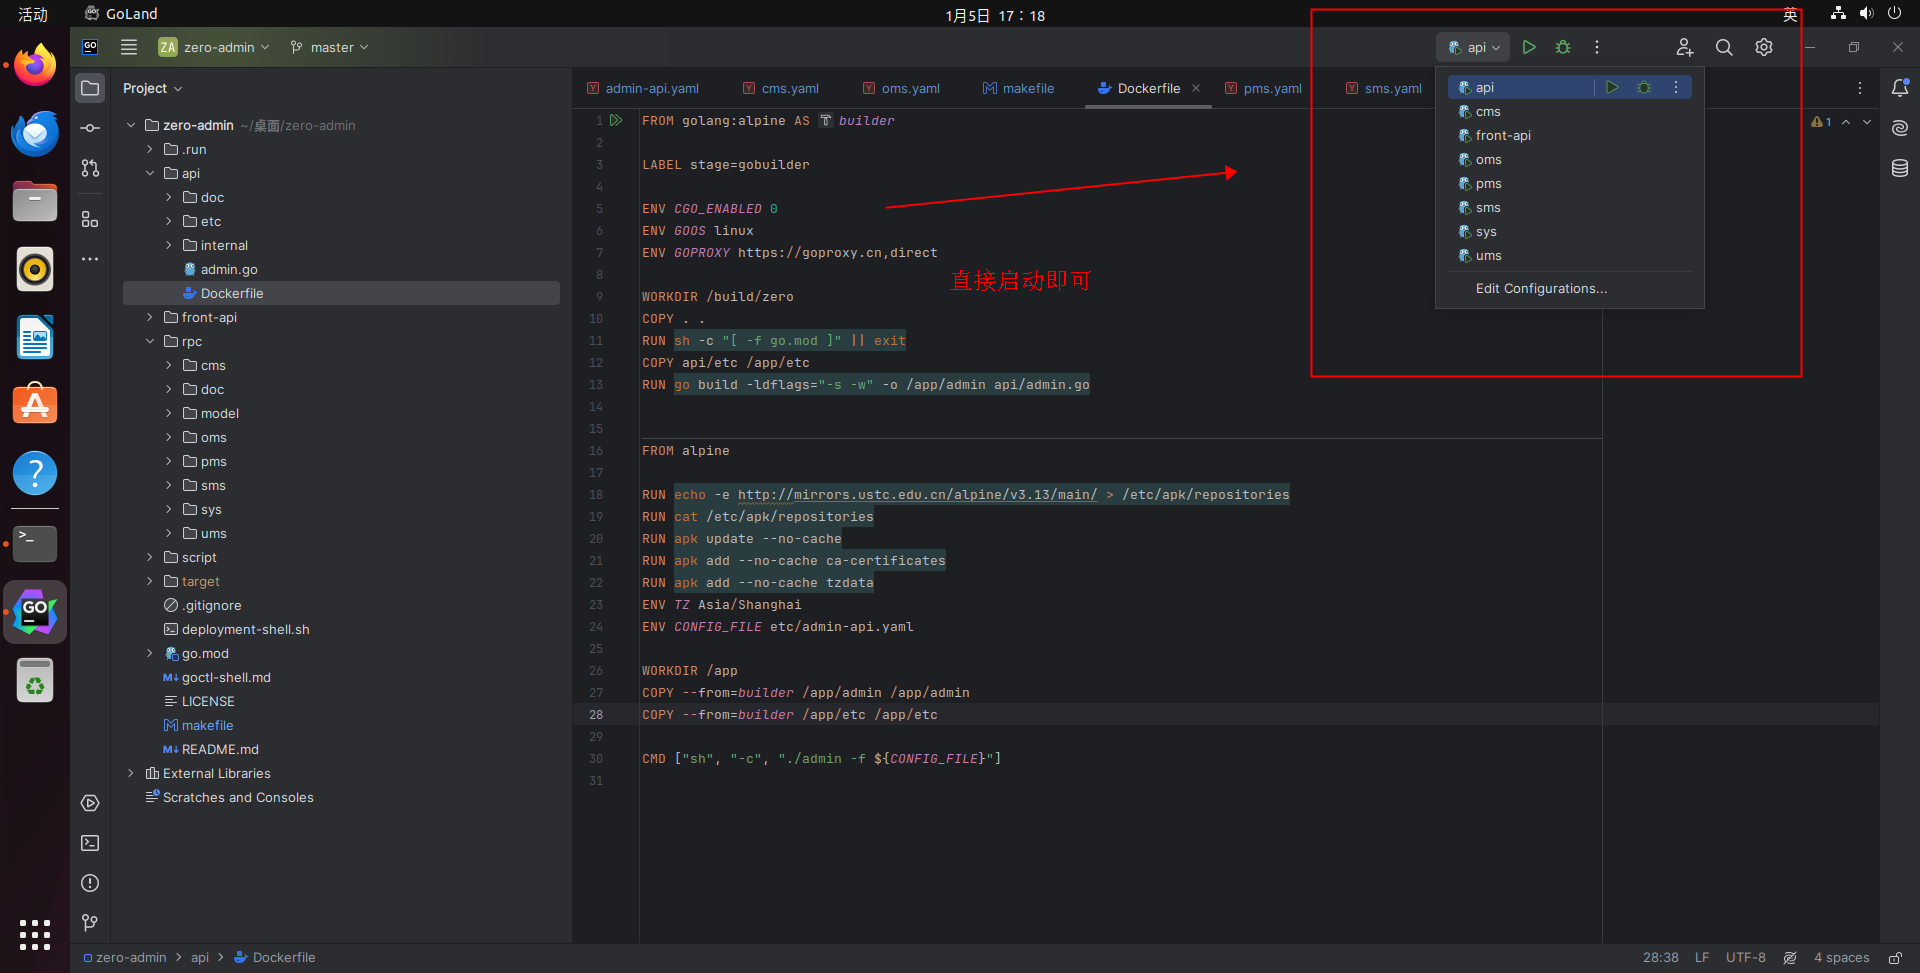 活动
GoLand
1月5日 17：18
英
GO
ZA zero-admin
master
api
Project
admin-api.yaml
cms.yaml
oms.yaml
makefile
Dockerfile
pms.yaml
sms.yaml
zero-admin ~/桌面/zero-admin
.run
api
doc
etc
internal
admin.go
Dockerfile
front-api
rpc
cms
doc
model
oms
pms
sms
sys
ums
script
target
.gitignore
deployment-shell.sh
go.mod
goctl-shell.md
LICENSE
makefile
README.md
External Libraries
Scratches and Consoles
1 FROM golang:alpine AS builder
2
3 LABEL stage=gobuilder
4
5 ENV CGO_ENABLED 0
6 ENV GOOS linux
7 ENV GOPROXY https://goproxy.cn,direct
8
9 WORKDIR /build/zero
10 COPY . .
11 RUN sh -c "[ -f go.mod ]" || exit
12 COPY api/etc /app/etc
13 RUN go build -ldflags="-s -w" -o /app/admin api/admin.go
14
15
16 FROM alpine
17
18 RUN echo -e http://mirrors.ustc.edu.cn/alpine/v3.13/main/ > /etc/apk/repositories
19 RUN cat /etc/apk/repositories
20 RUN apk update --no-cache
21 RUN apk add --no-cache ca-certificates
22 RUN apk add --no-cache tzdata
23 ENV TZ Asia/Shanghai
24 ENV CONFIG_FILE etc/admin-api.yaml
25
26 WORKDIR /app
27 COPY --from=builder /app/admin /app/admin
28 COPY --from=builder /app/etc /app/etc
29
30 CMD ["sh", "-c", "./admin -f ${CONFIG_FILE}"]
31
直接启动即可
api
cms
front-api
oms
pms
sms
sys
ums
Edit Configurations...
1
GO
zero-admin > api > Dockerfile
28:38 LF UTF-8 4 spaces